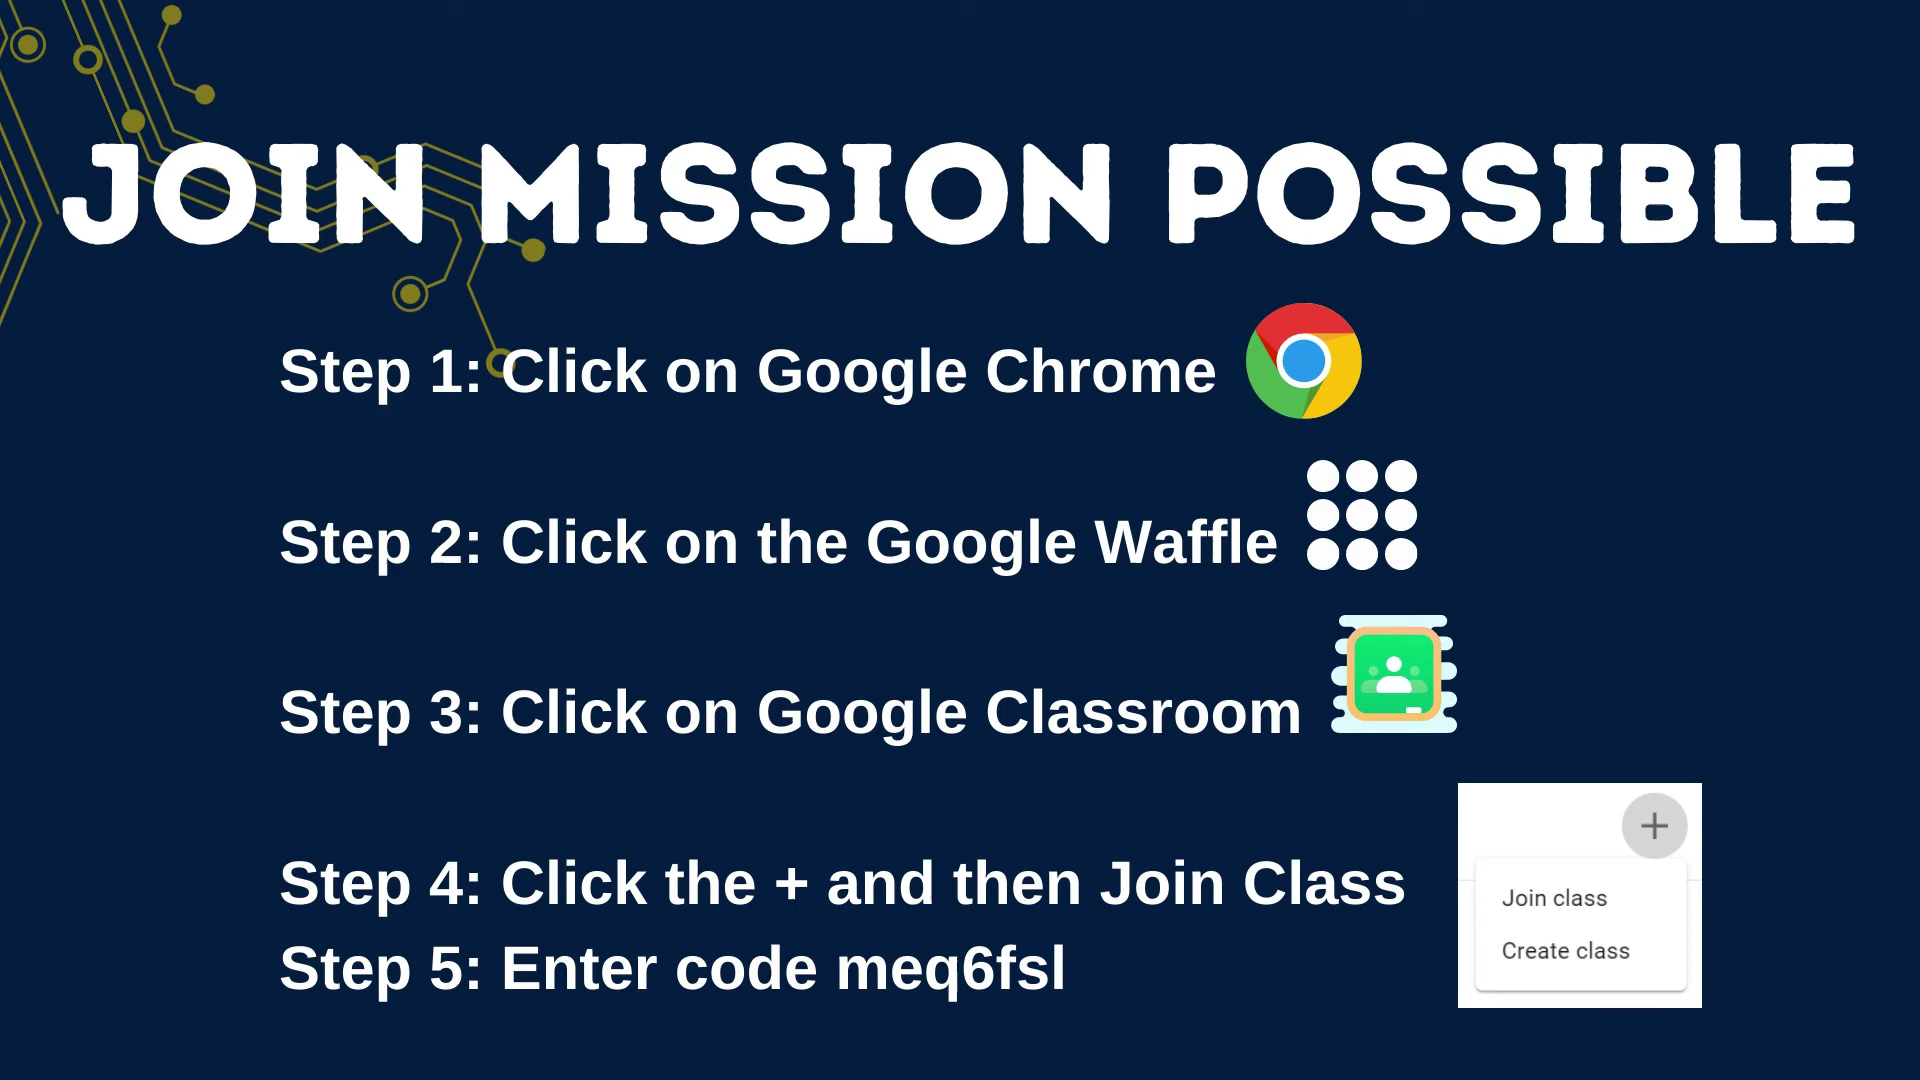 JOIN MISSION POSSIBLE
Step 1: Click on Google Chrome
Step 2: Click on the Google Waffle
Step 3: Click on Google Classroom
Step 4: Click the + and then Join Class
Step 5: Enter code meq6fsl
+
Join class
Create class